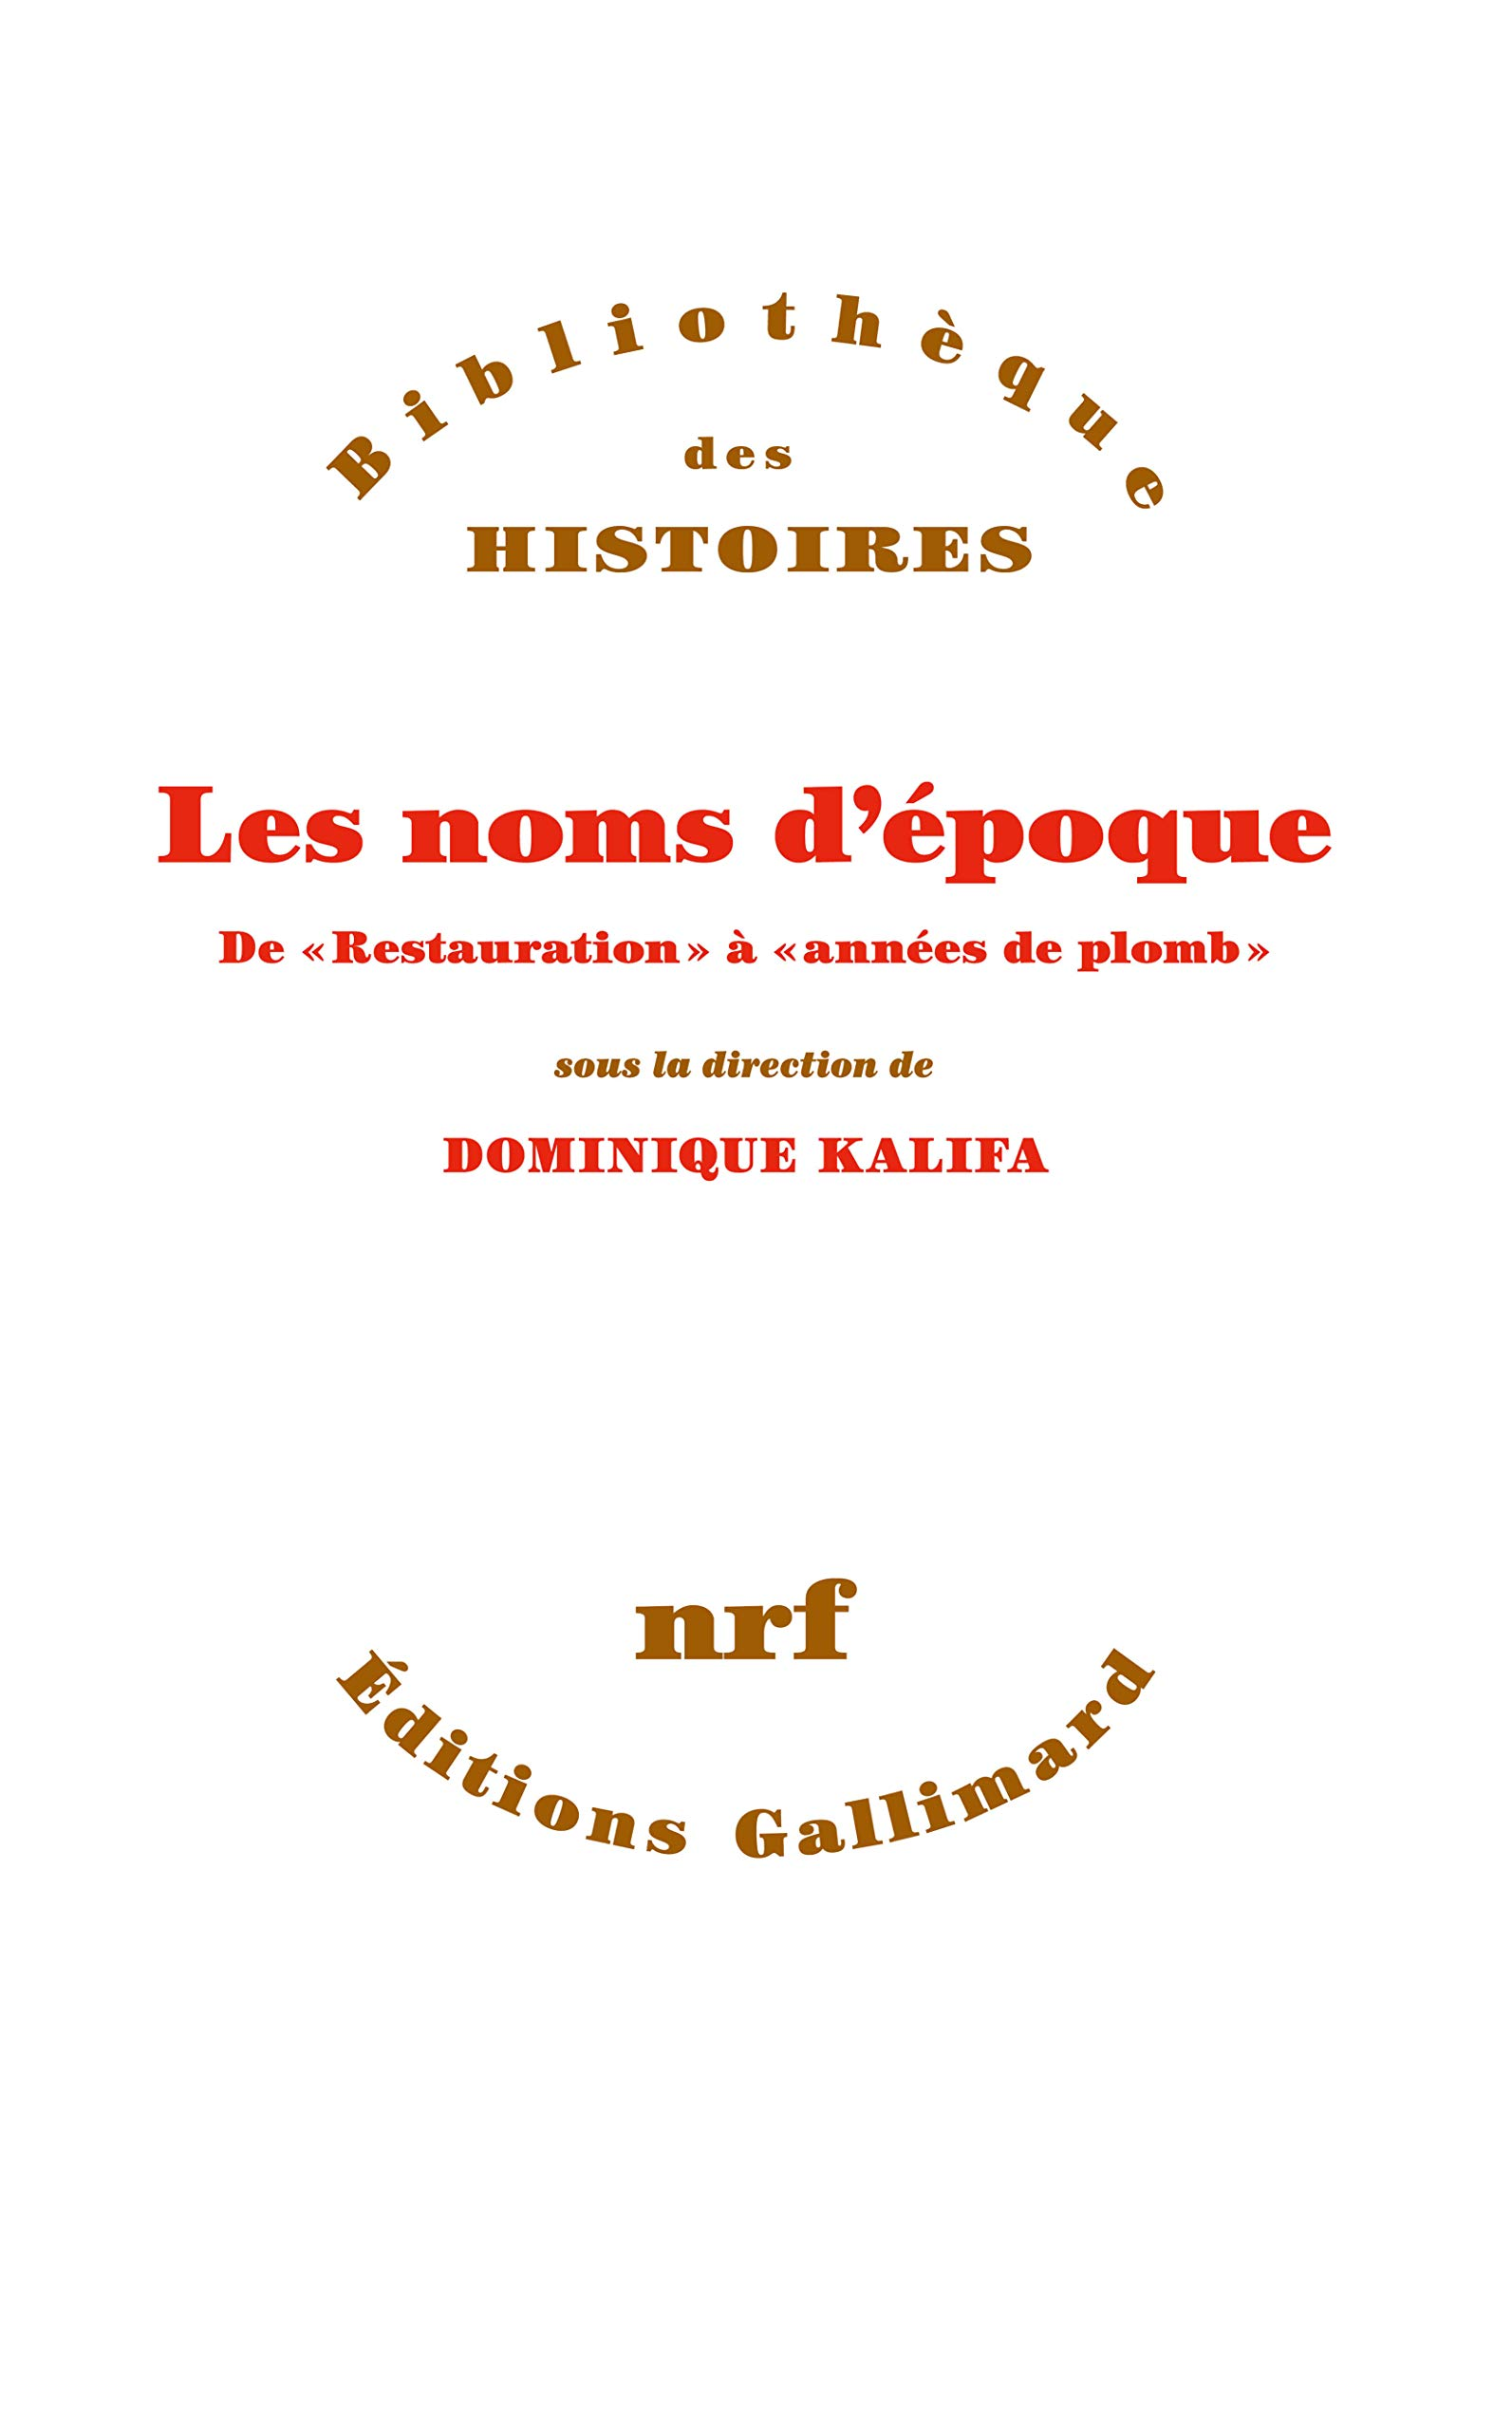 Bibliothèque
des
HISTOIRES
Les noms d’époque
De « Restauration » à « années de plomb »
sous la direction de
DOMINIQUE KALIFA
nrf
Éditions Gallimard